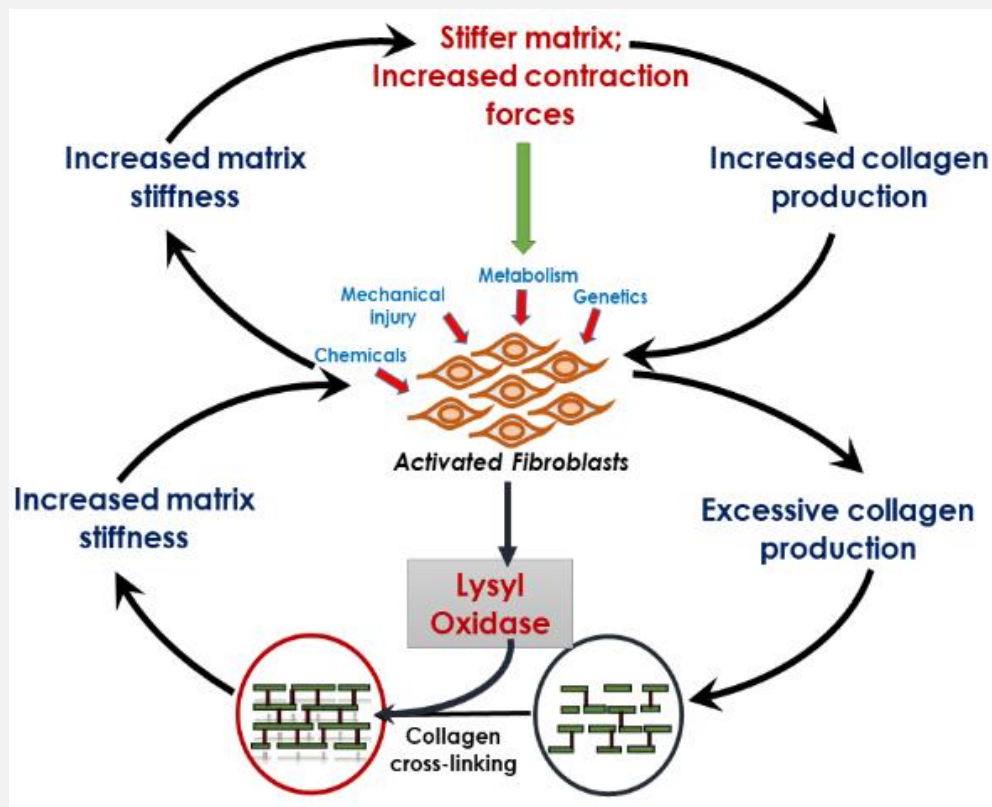 Stiffer matrix;
Increased contraction
forces
Increased matrix
stiffness
Increased collagen
production
Metabolism
Mechanical
injury
Genetics
Chemicals
Activated Fibroblasts
Increased matrix
stiffness
Excessive collagen
production
Lysyl
Oxidase
Collagen
cross-linking